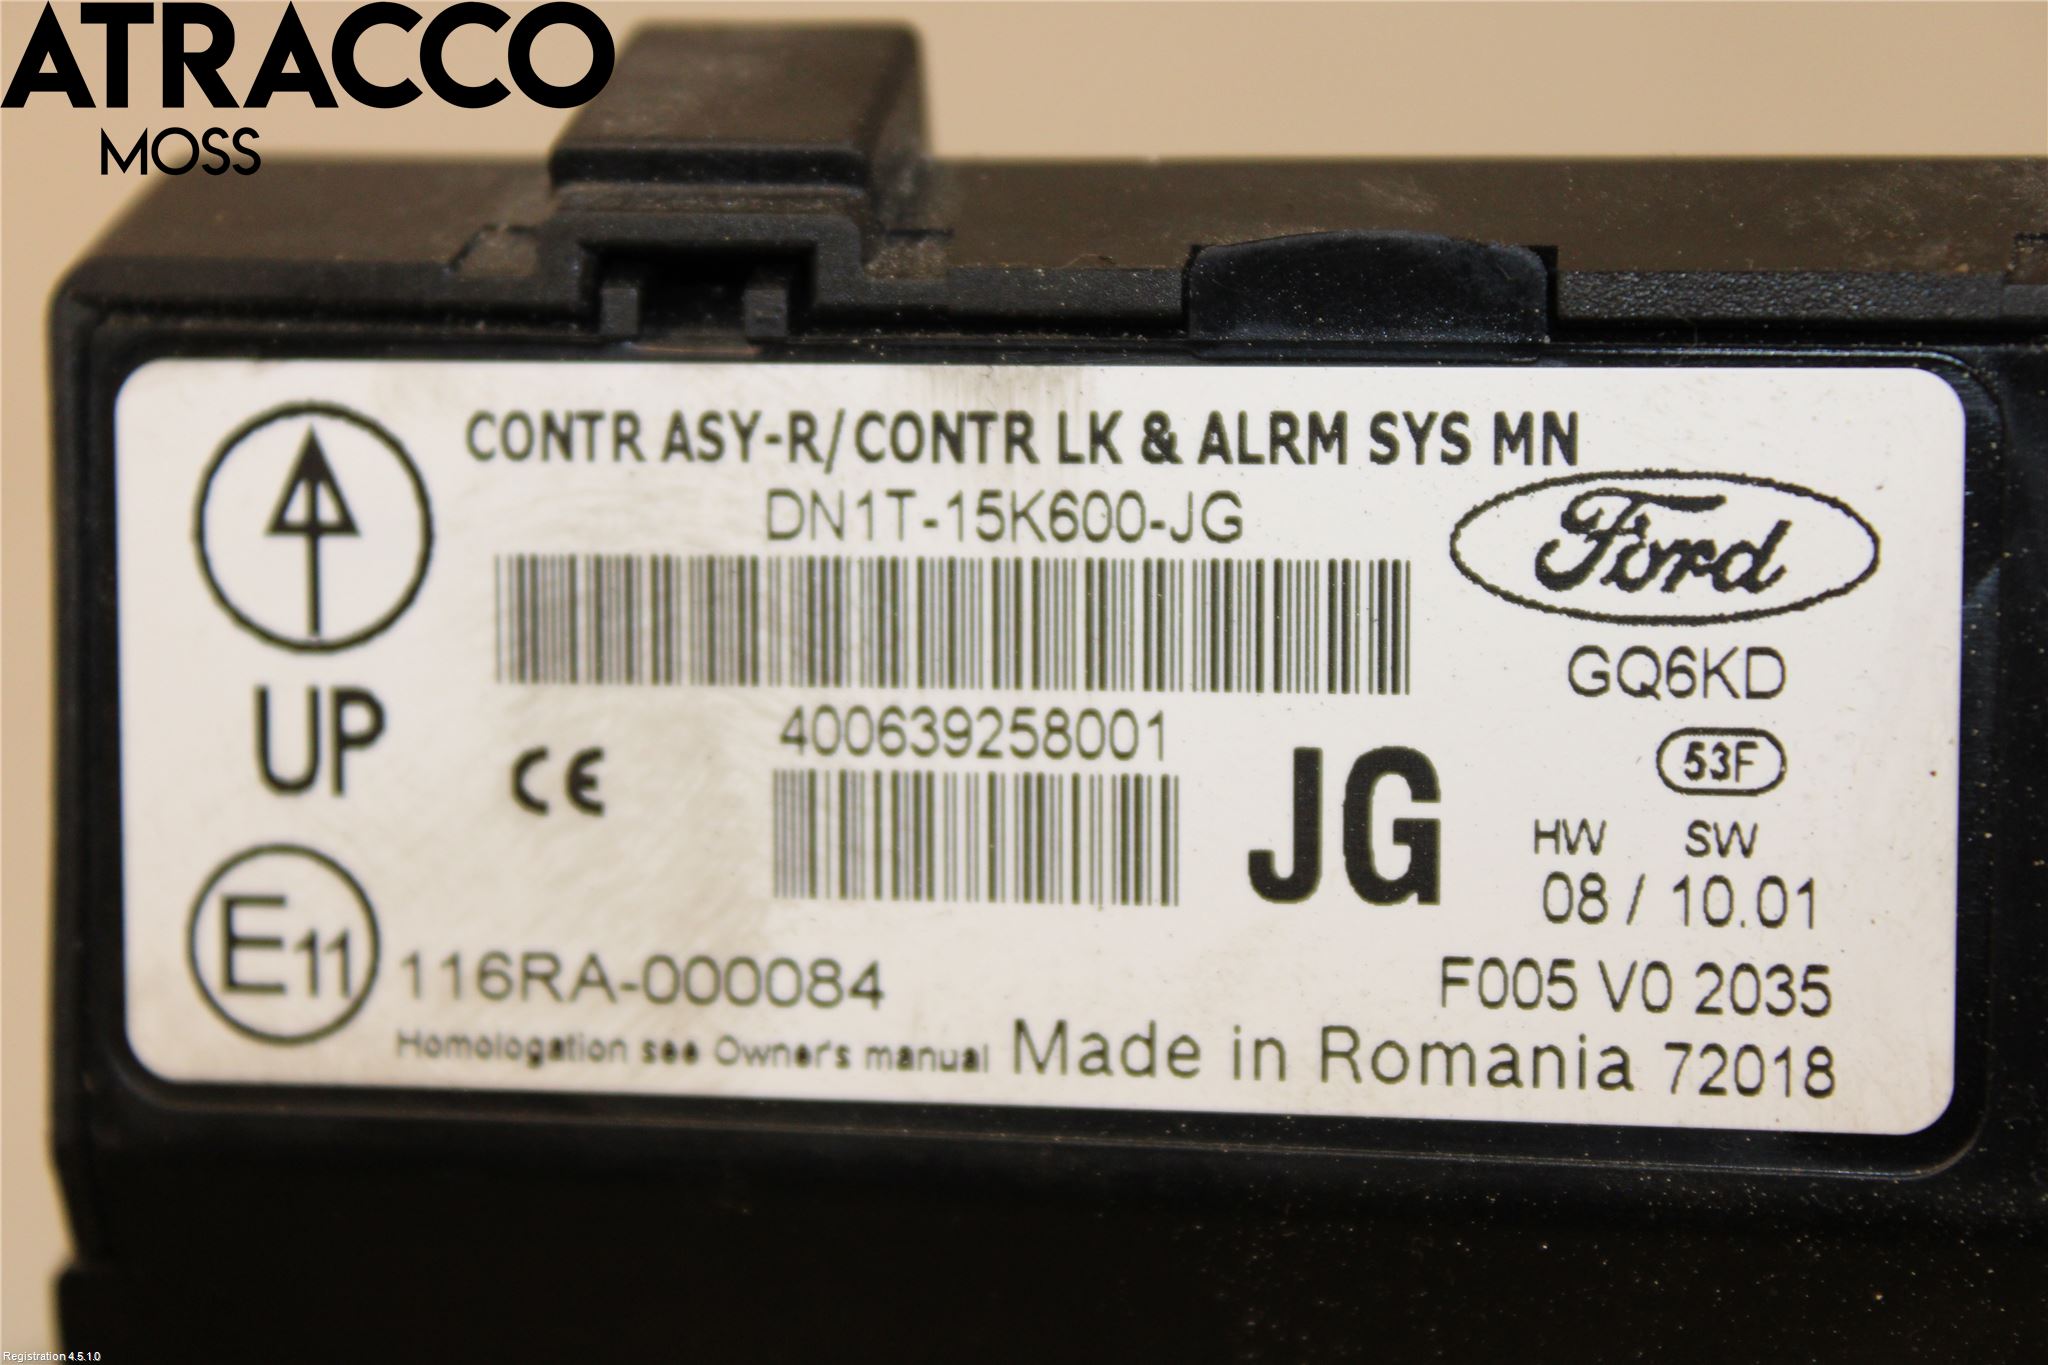 ATRACCO
MOSS
CONTR ASY-R/CONTR LK & ALRM SYS MN
DN1T-15K600-JG
Ford
GQ6KD
UP
400639258001
CE
JG
53F
HW SW
08 / 10.01
E11
116RA-000084
F005 V0 2035
Homologation see Owner's manual
Made in Romania 72018
Registration 4.5.1.0